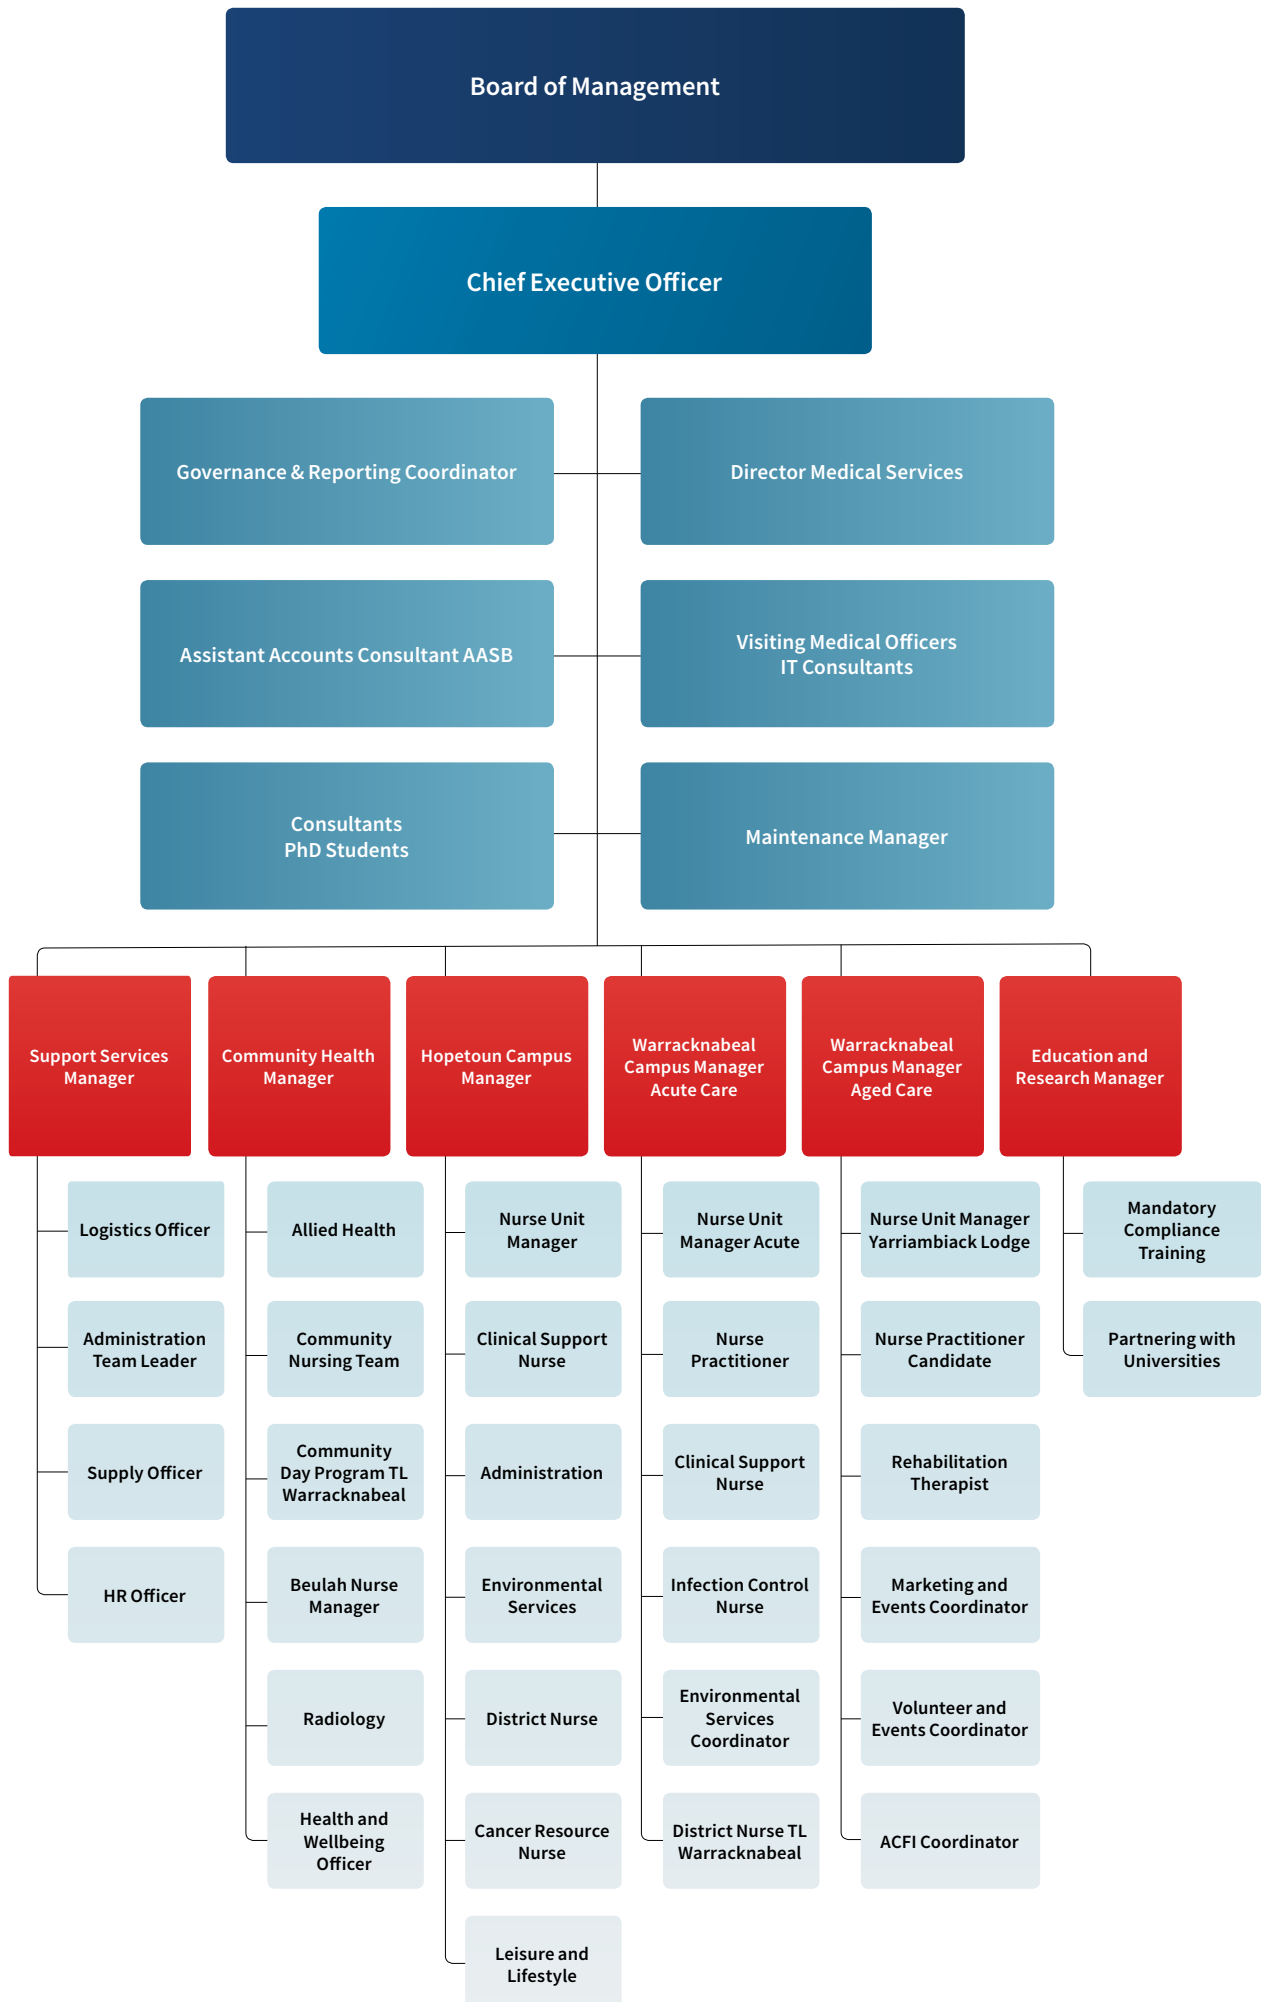 Board of Management
Chief Executive Officer
Governance & Reporting Coordinator
Director Medical Services
Assistant Accounts Consultant AASB
Visiting Medical Officers
IT Consultants
Consultants
PhD Students
Maintenance Manager
Support Services
Manager
Community Health
Manager
Hopetoun Campus
Manager
Warracknabeal
Campus Manager
Acute Care
Warracknabeal
Campus Manager
Aged Care
Education and
Research Manager
Logistics Officer
Administration
Team Leader
Supply Officer
HR Officer
Allied Health
Community
Nursing Team
Community
Day Program TL
Warracknabeal
Beulah Nurse
Manager
Radiology
Health and
Wellbeing
Officer
Nurse Unit
Manager
Clinical Support
Nurse
Administration
Environmental
Services
District Nurse
Cancer Resource
Nurse
Leisure and
Lifestyle
Nurse Unit
Manager Acute
Nurse
Practitioner
Clinical Support
Nurse
Infection Control
Nurse
Environmental
Services
Coordinator
District Nurse TL
Warracknabeal
Nurse Unit Manager
Yarriambiack Lodge
Nurse Practitioner
Candidate
Rehabilitation
Therapist
Marketing and
Events Coordinator
Volunteer and
Events Coordinator
ACFI Coordinator
Mandatory
Compliance
Training
Partnering with
Universities